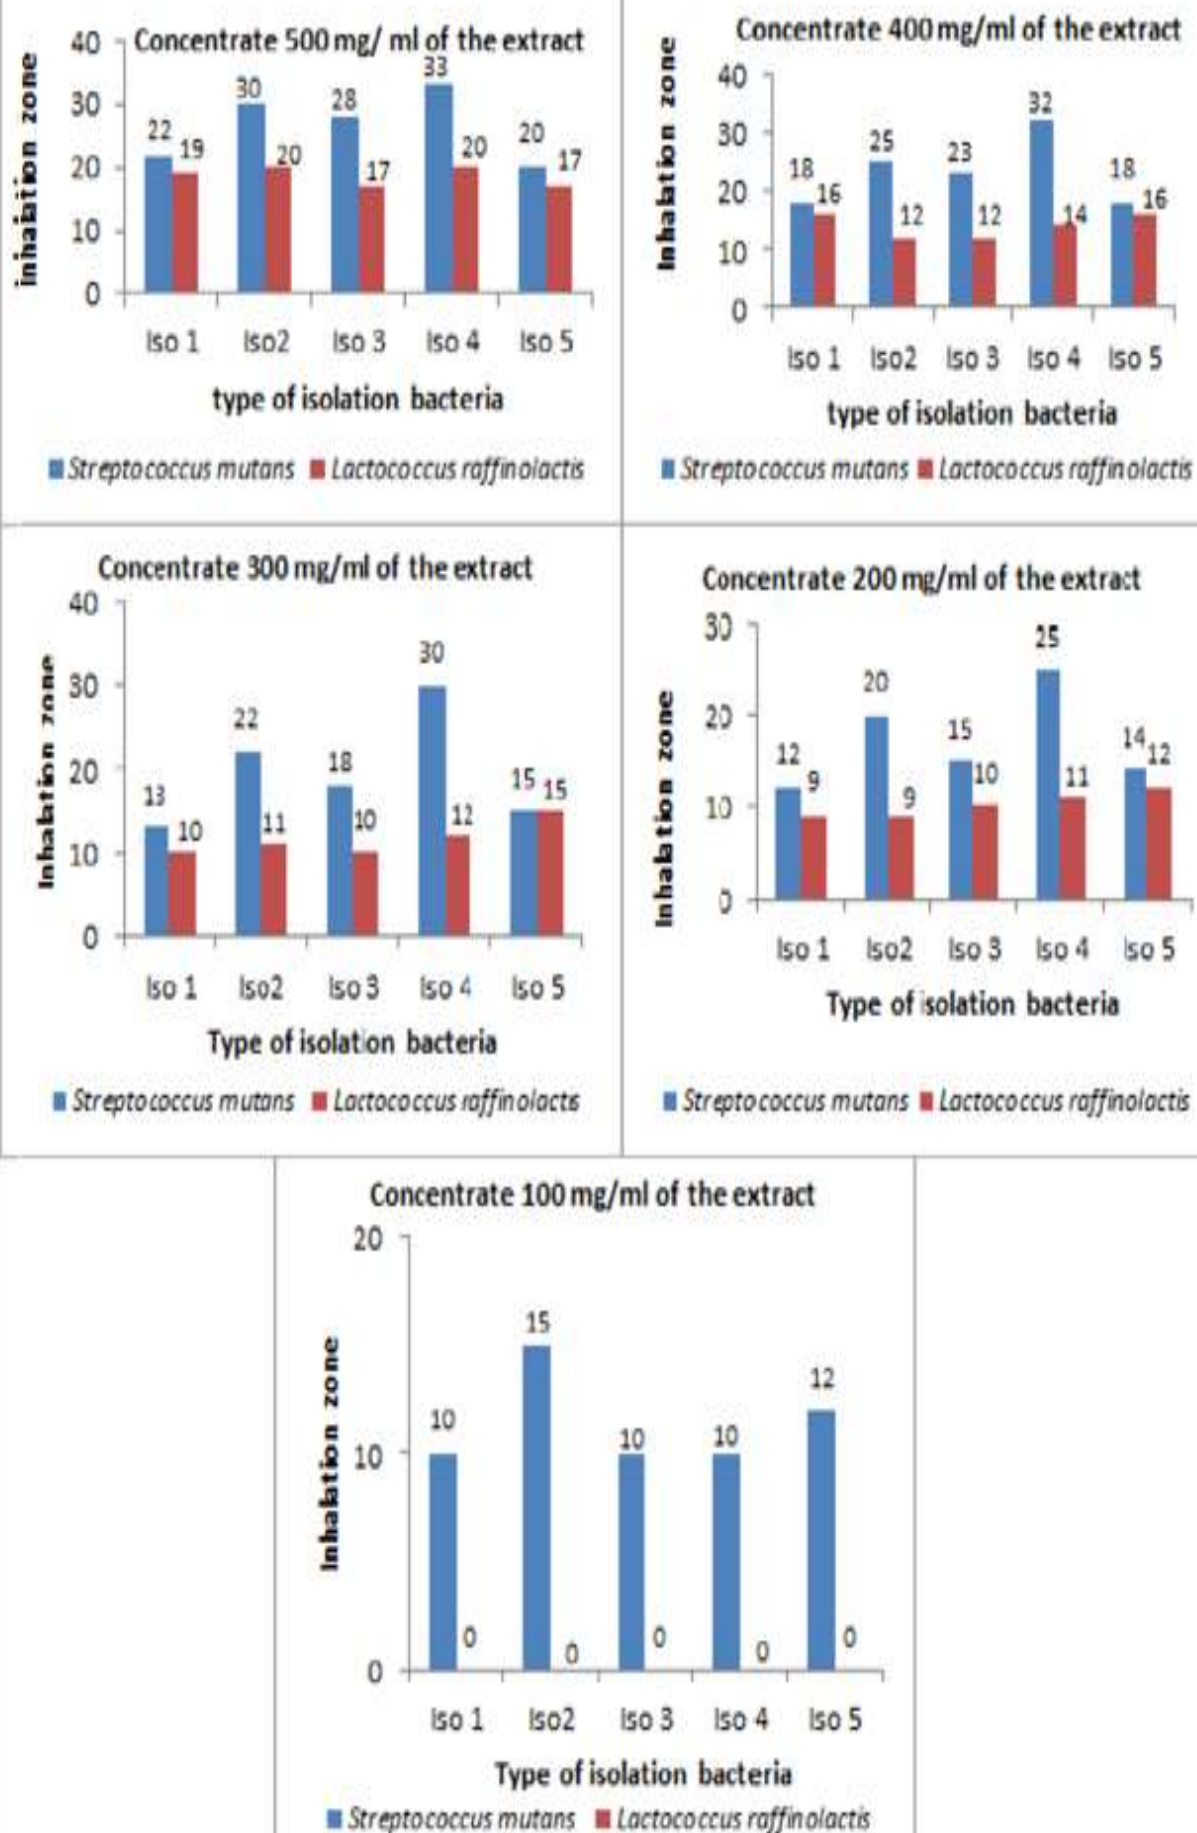 Concentrate 500 mg/ ml of the extract
inhalation zone
40
30
20
10
0
22 19
30 20
28 17
33 20
20 17
Iso 1 Iso2 Iso 3 Iso 4 Iso 5
type of isolation bacteria
Streptococcus mutans Lactococcus raffinolactis
Concentrate 400 mg/ml of the extract
Inhalation zone
40
30
20
10
0
18 16
25 12
23 12
32 14
18 16
Iso 1 Iso2 Iso 3 Iso 4 Iso 5
type of isolation bacteria
Streptococcus mutans Lactococcus raffinolactis
Concentrate 300 mg/ml of the extract
Inhalation zone
40
30
20
10
0
13 10
22 11
18 10
30 12
15 15
Iso 1 Iso2 Iso 3 Iso 4 Iso 5
Type of isolation bacteria
Streptococcus mutans Lactococcus raffinolactis
Concentrate 200 mg/ml of the extract
Inhalation zone
30
20
10
0
12 9
20 9
15 10
25 11
14 12
Iso 1 Iso2 Iso 3 Iso 4 Iso 5
Type of isolation bacteria
Streptococcus mutans Lactococcus raffinolactis
Concentrate 100 mg/ml of the extract
Inhalation zone
20
10
0
10 0
15 0
10 0
10 0
12 0
Iso 1 Iso2 Iso 3 Iso 4 Iso 5
Type of isolation bacteria
Streptococcus mutans Lactococcus raffinolactis